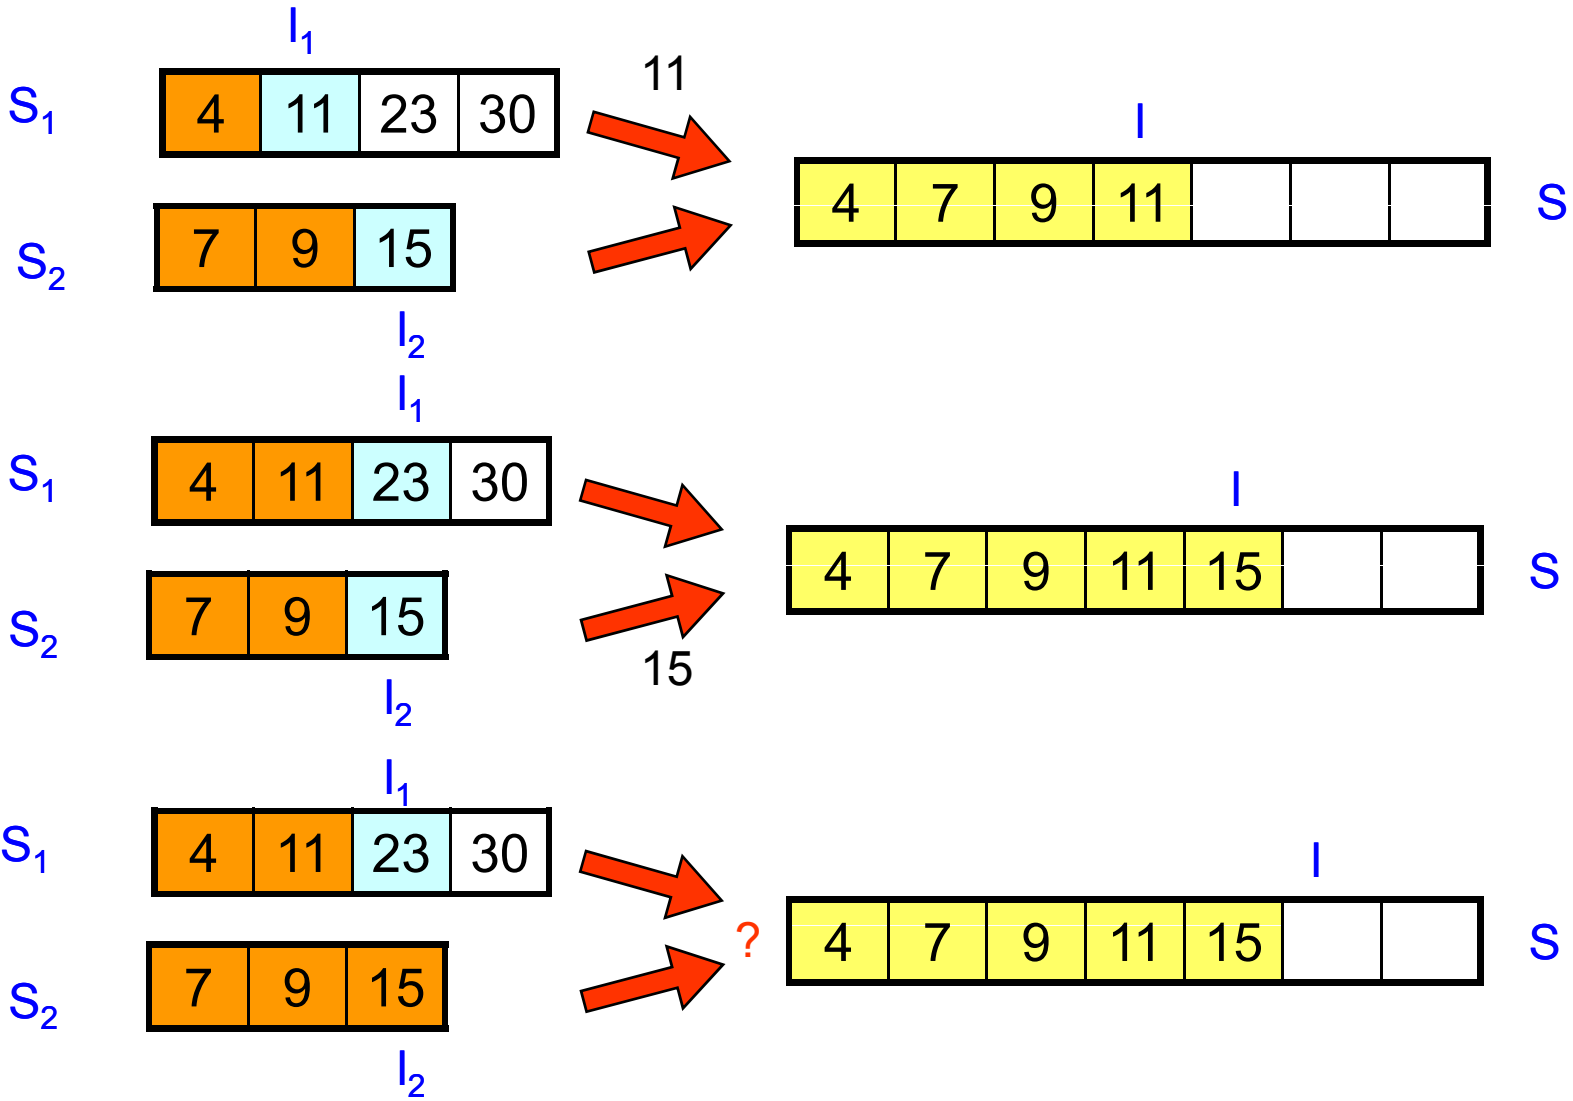 I₁
S₁ 4 11 23 30 11
I
4 7 9 11 S
S₂ 7 9 15
I₂
I₁
S₁ 4 11 23 30
I
4 7 9 11 15 S
S₂ 7 9 15 15
I₂
I₁
S₁ 4 11 23 30
I
? 4 7 9 11 15 S
S₂ 7 9 15
I₂